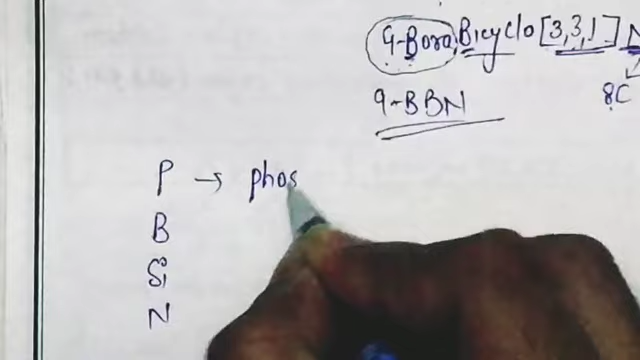 9-Bora Bicyclo [3,3,1] N
9-BBN
8C
P → phos
B
Si
N